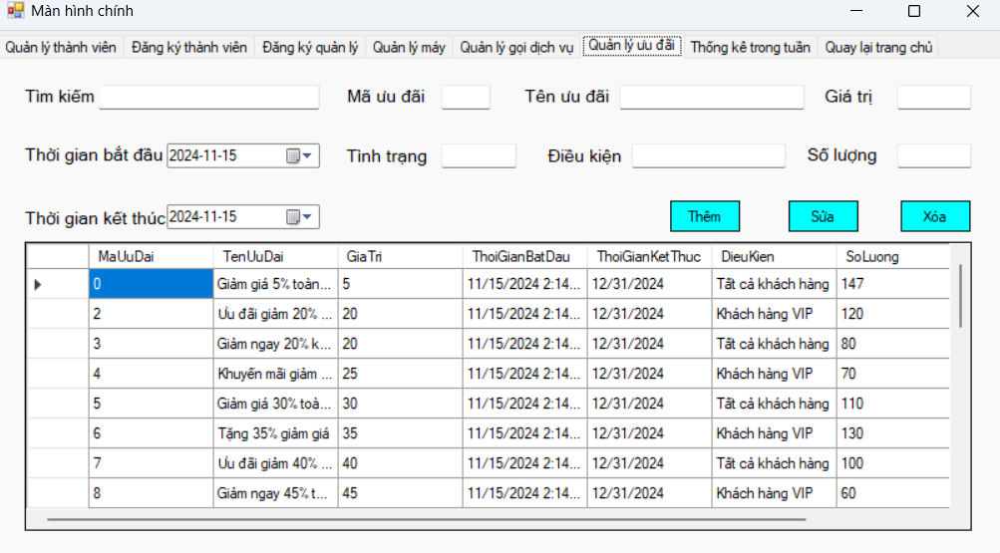 Màn hình chính
Quản lý thành viên Đăng ký thành viên Đăng ký quản lý Quản lý máy Quản lý gọi dịch vụ Quản lý ưu đãi Thống kê trong tuần Quay lại trang chủ
Tìm kiếm Mã ưu đãi Tên ưu đãi Giá trị
Thời gian bắt đầu 2024-11-15 Tình trạng Điều kiện Số lượng
Thời gian kết thúc 2024-11-15 Thêm Sửa Xóa
MaUuDai TenUuDai GiaTri ThoiGianBatDau ThoiGianKetThuc DieuKien SoLuong
0 Giảm giá 5% toàn... 5 11/15/2024 2:14... 12/31/2024 Tất cả khách hàng 147
2 Ưu đãi giảm 20% ... 20 11/15/2024 2:14... 12/31/2024 Khách hàng VIP 120
3 Giảm ngay 20% k... 20 11/15/2024 2:14... 12/31/2024 Tất cả khách hàng 80
4 Khuyến mãi giảm ... 25 11/15/2024 2:14... 12/31/2024 Khách hàng VIP 70
5 Giảm giá 30% toà... 30 11/15/2024 2:14... 12/31/2024 Tất cả khách hàng 110
6 Tặng 35% giảm giá 35 11/15/2024 2:14... 12/31/2024 Khách hàng VIP 130
7 Ưu đãi giảm 40% ... 40 11/15/2024 2:14... 12/31/2024 Tất cả khách hàng 100
8 Giảm ngay 45% t... 45 11/15/2024 2:14... 12/31/2024 Khách hàng VIP 60